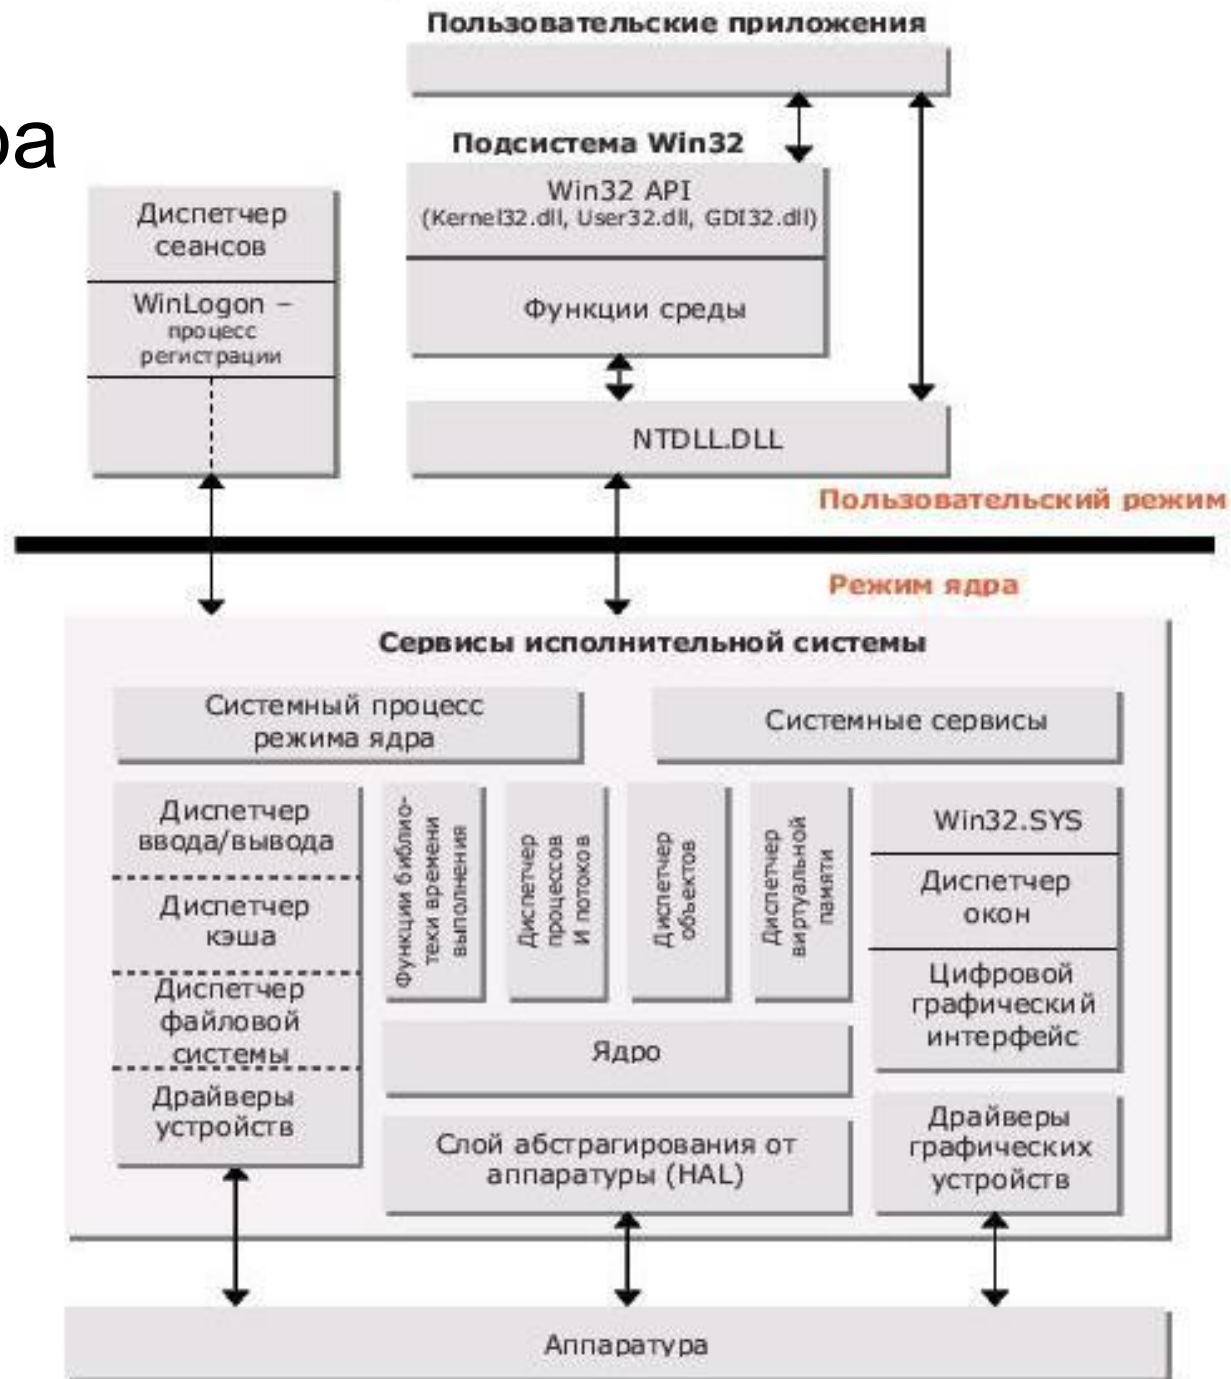 Пользовательские приложения
ра
Подсистема Win32
Win32 API
(Kernel32.dll, User32.dll, GDI32.dll)
Функции среды
Диспетчер
сеансов
WinLogon –
процесс
регистрации
NTDLL.DLL
Пользовательский режим
Режим ядра
Сервисы исполнительной системы
Системный процесс
режима ядра
Системные сервисы
Диспетчер
ввода/вывода
Диспетчер
кэша
Диспетчер
файловой
системы
Драйверы
устройств
Функции библио-
теки времени
выполнения
Диспетчер
процессов
И потоков
Диспетчер
объектов
Диспетчер
виртуальной
памяти
Win32.SYS
Диспетчер
окон
Цифровой
графический
интерфейс
Ядро
Слой абстрагирования от
аппаратуры (HAL)
Драйверы
графических
устройств
Аппаратура